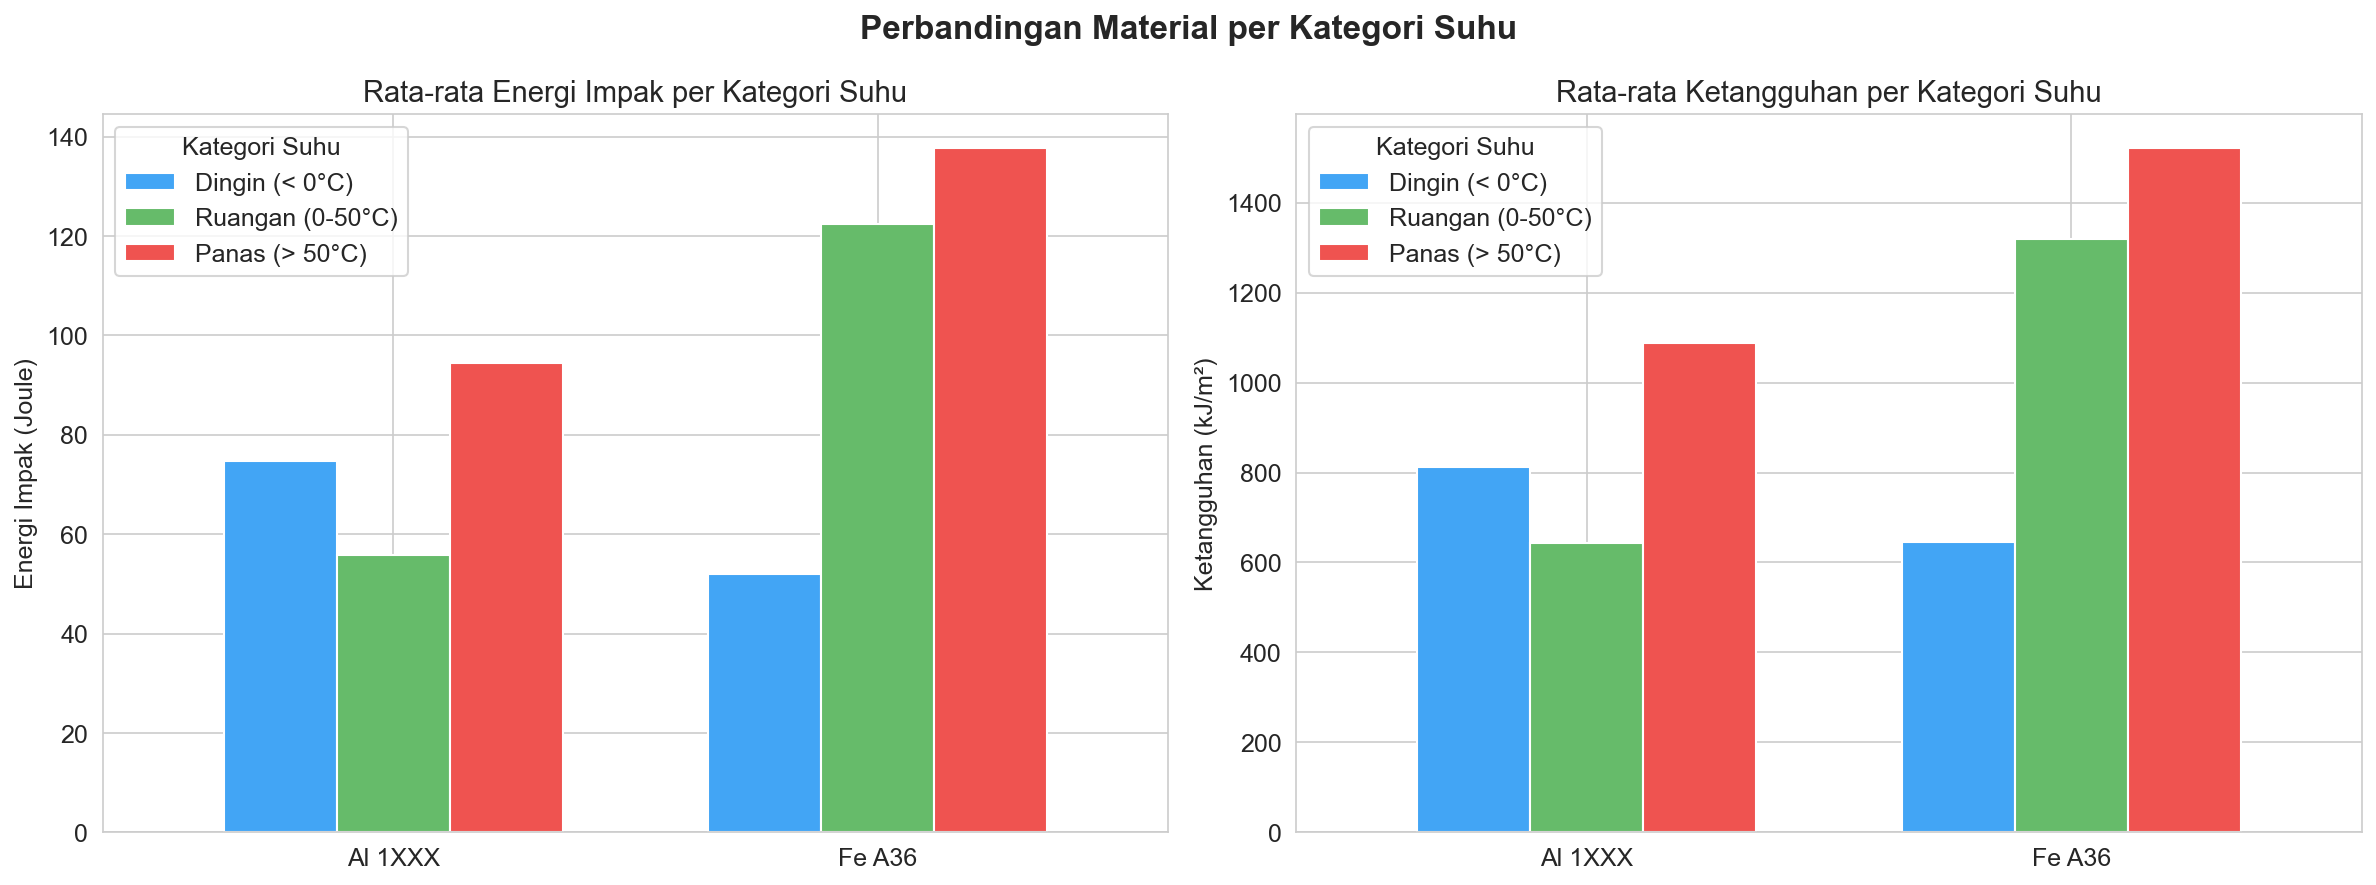 Perbandingan Material per Kategori Suhu
Rata-rata Energi Impak per Kategori Suhu
Energi Impak (Joule)
140
120
100
80
60
40
20
0
Kategori Suhu
Dingin (< 0°C)
Ruangan (0-50°C)
Panas (> 50°C)
Al 1XXX
Fe A36
Rata-rata Ketangguhan per Kategori Suhu
Ketangguhan (kJ/m²)
1400
1200
1000
800
600
400
200
0
Kategori Suhu
Dingin (< 0°C)
Ruangan (0-50°C)
Panas (> 50°C)
Al 1XXX
Fe A36